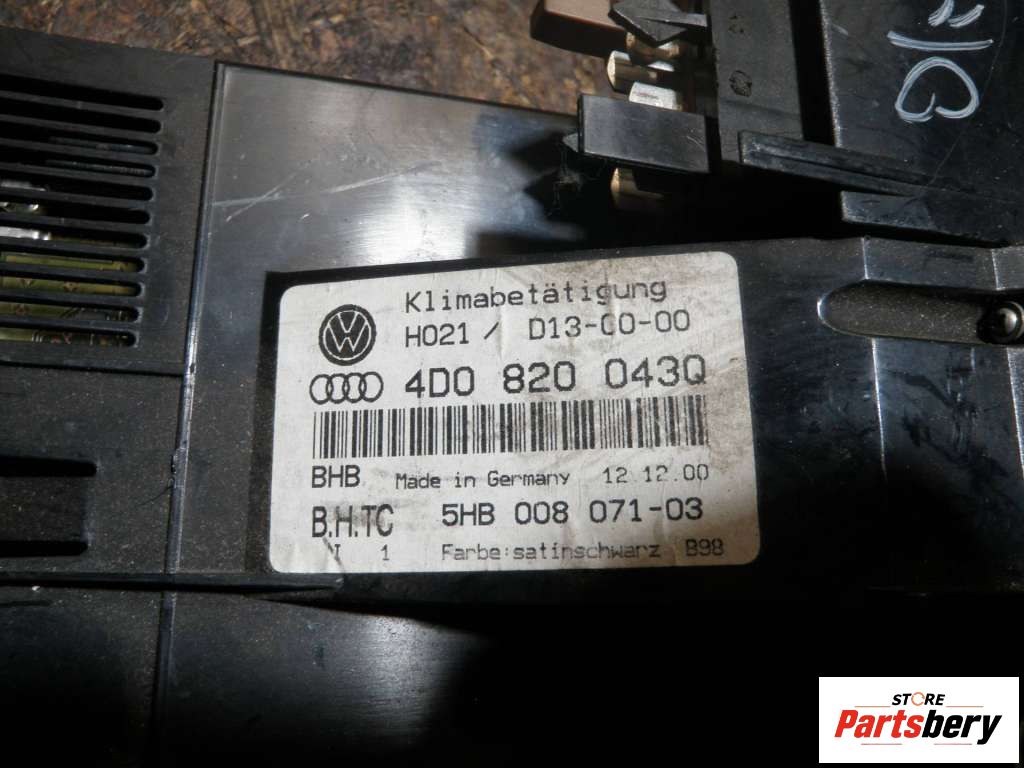 Klimabetätigung
H021 / D13-00-00
4D0 820 043Q
BHB Made in Germany 12.12.00
B.H.TC 5HB 008 071-03
1 Farbe:satinschwarz B98
STORE
Partsbery